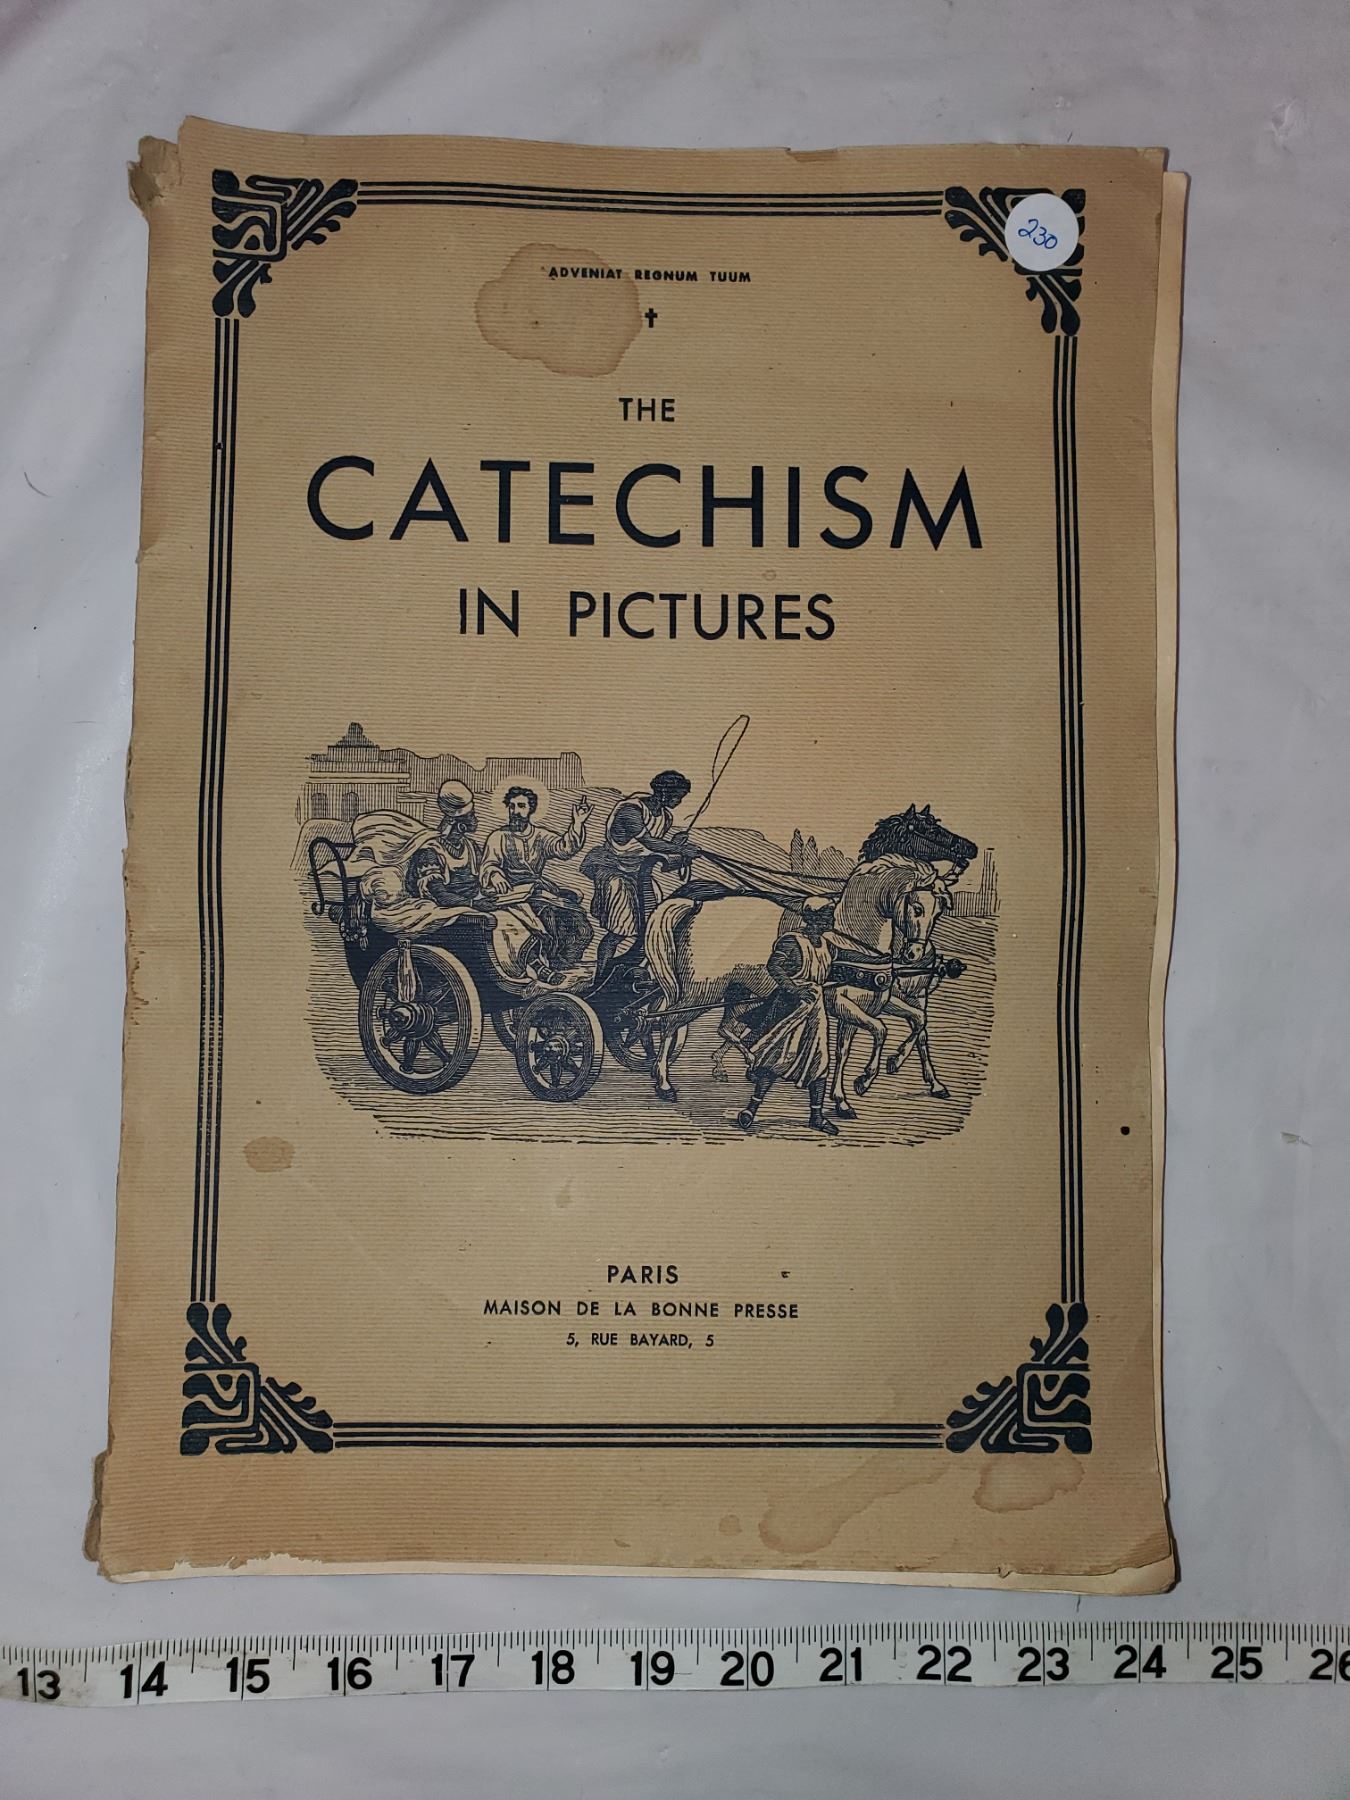 ADVENIAT REGNUM TUUM
230
THE
CATECHISM
IN PICTURES
PARIS
MAISON DE LA BONNE PRESSE
5, RUE BAYARD, 5
13 14 15 16 17 18 19 20 21 22 23 24 25 26